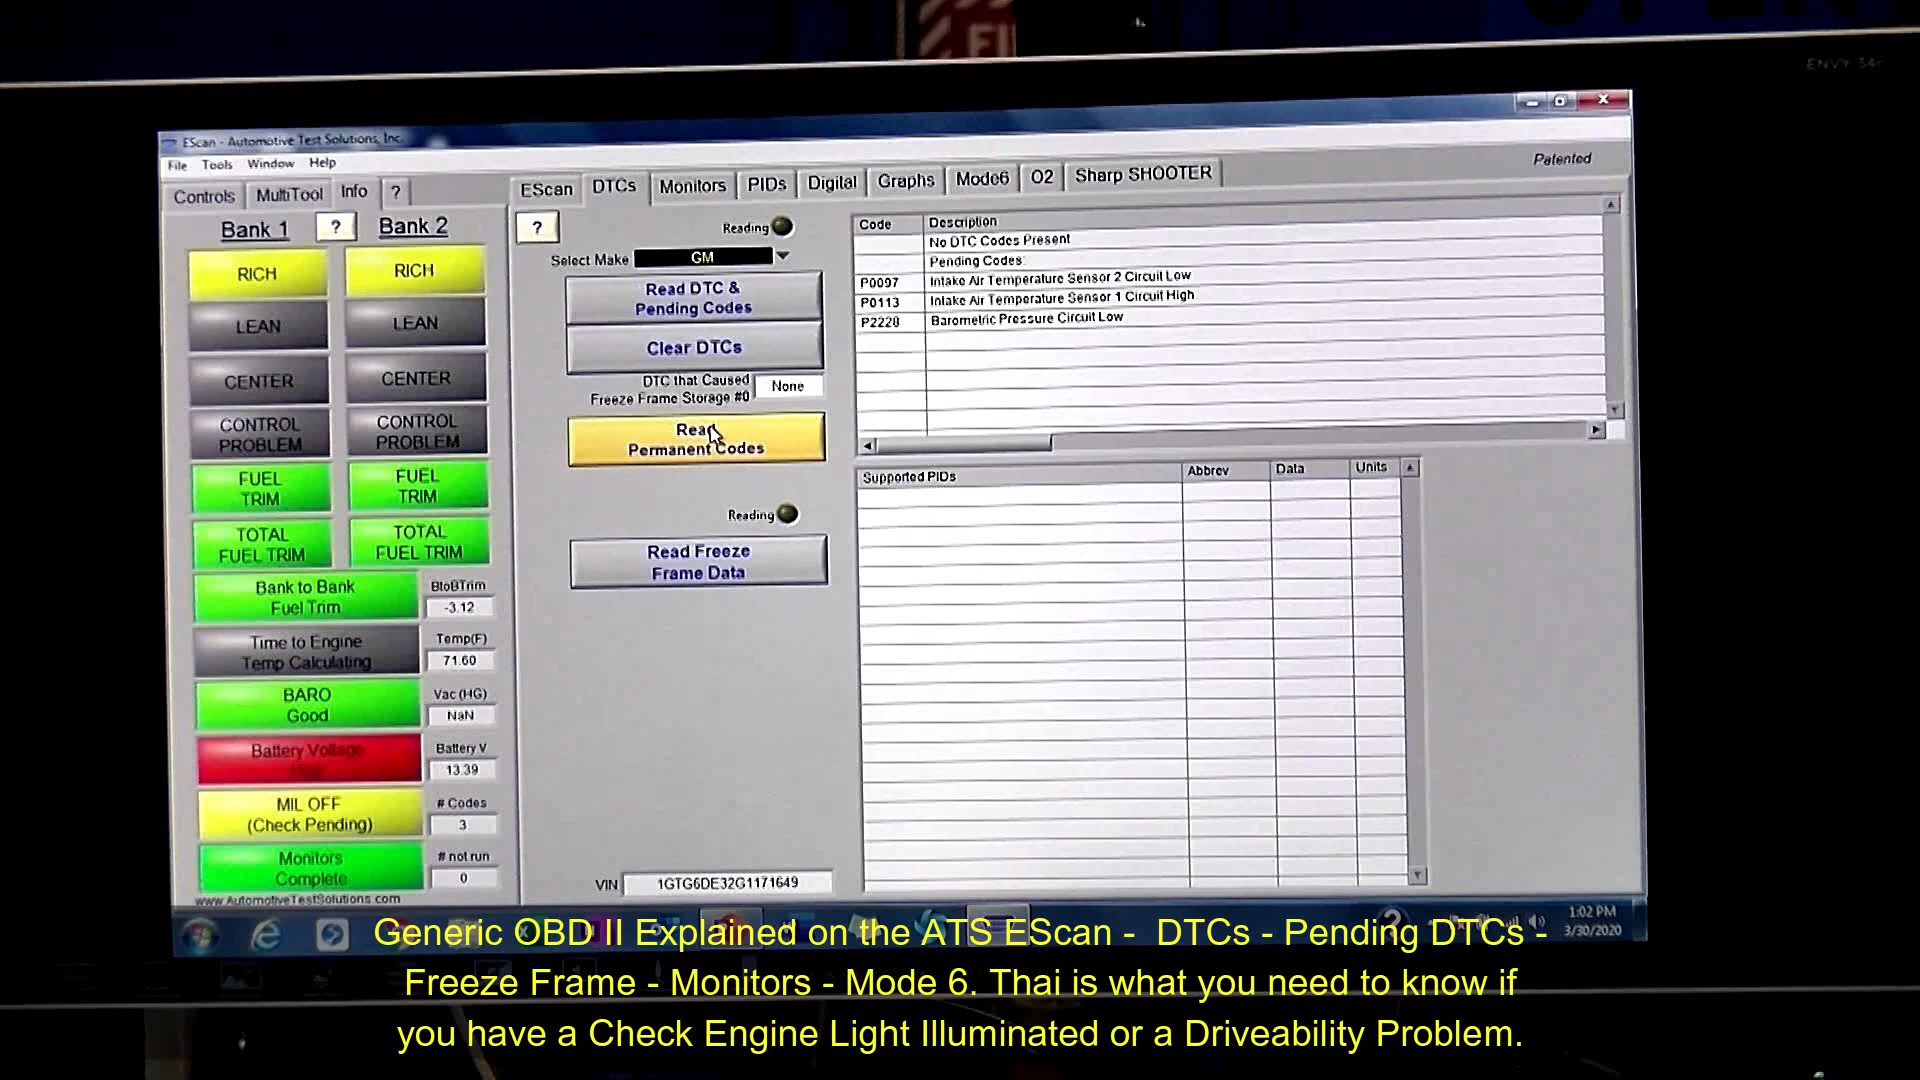 ENVY 34c
EScan - Automotive Test Solutions, Inc.
File Tools Window Help
Patented
Controls MultiTool Info ?
EScan DTCs Monitors PIDs Digital Graphs Mode6 O2 Sharp SHOOTER
Bank 1 ? Bank 2
RICH RICH
LEAN LEAN
CENTER CENTER
CONTROL PROBLEM CONTROL PROBLEM
FUEL TRIM FUEL TRIM
TOTAL FUEL TRIM TOTAL FUEL TRIM
Bank to Bank Fuel Trim
BtoBTrim
-3.12
Time to Engine Temp Calculating
Temp(F)
71.60
BARO Good
Vac (HG)
NaN
Battery Voltage
Battery V
13.39
MIL OFF (Check Pending)
# Codes
3
Monitors Complete
# not run
0
www.AutomotiveTestSolutions.com
?
Reading
Select Make GM
Read DTC &
Pending Codes
Clear DTCs
DTC that Caused
Freeze Frame Storage #0
None
Read
Permanent Codes
Reading
Read Freeze
Frame Data
VIN 1GTG6DE32G1171649
Code Description
No DTC Codes Present
Pending Codes:
P0097 Intake Air Temperature Sensor 2 Circuit Low
P0113 Intake Air Temperature Sensor 1 Circuit High
P2228 Barometric Pressure Circuit Low
Supported PIDs Abbrev Data Units
1:02 PM
3/30/2020
Generic OBD II Explained on the ATS EScan - DTCs - Pending DTCs -
Freeze Frame - Monitors - Mode 6. Thai is what you need to know if
you have a Check Engine Light Illuminated or a Driveability Problem.